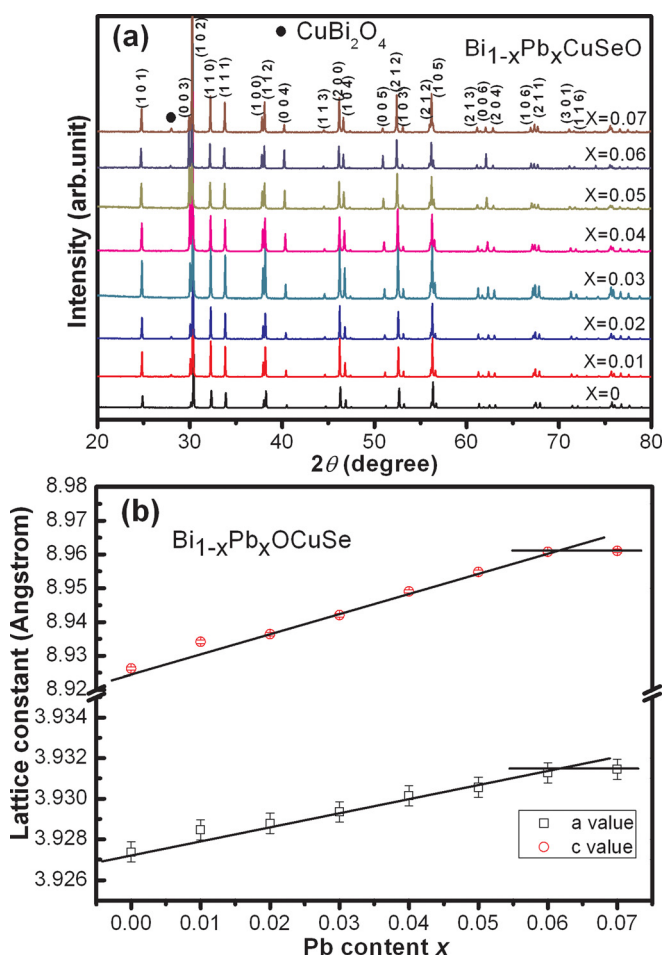 (a)
● CuBi₂O₄
Bi₁₋ₓPbₓCuSeO
(1 0 1)
(0 0 3)
(1 0 2)
(1 1 0)
(1 1 1)
(1 0 0)
(1 1 2)
(0 0 4)
(1 1 3)
(2 0 0)
(1 0 4)
(0 0 5)
(2 1 2)
(1 0 3)
(2 1 2)
(1 0 5)
(2 1 3)
(0 0 6)
(2 0 4)
(1 0 6)
(2 1 1)
(3 0 1)
(1 1 6)
X=0.07
X=0.06
X=0.05
X=0.04
X=0.03
X=0.02
X=0.01
X=0
Intensity (arb.unit)
20 30 40 50 60 70 80
2θ (degree)
(b)
Bi₁₋ₓPbₓOCuSe
Lattice constant (Angstrom)
8.98
8.97
8.96
8.95
8.94
8.93
8.92
3.934
3.932
3.930
3.928
3.926
a value
c value
0.00 0.01 0.02 0.03 0.04 0.05 0.06 0.07
Pb content x